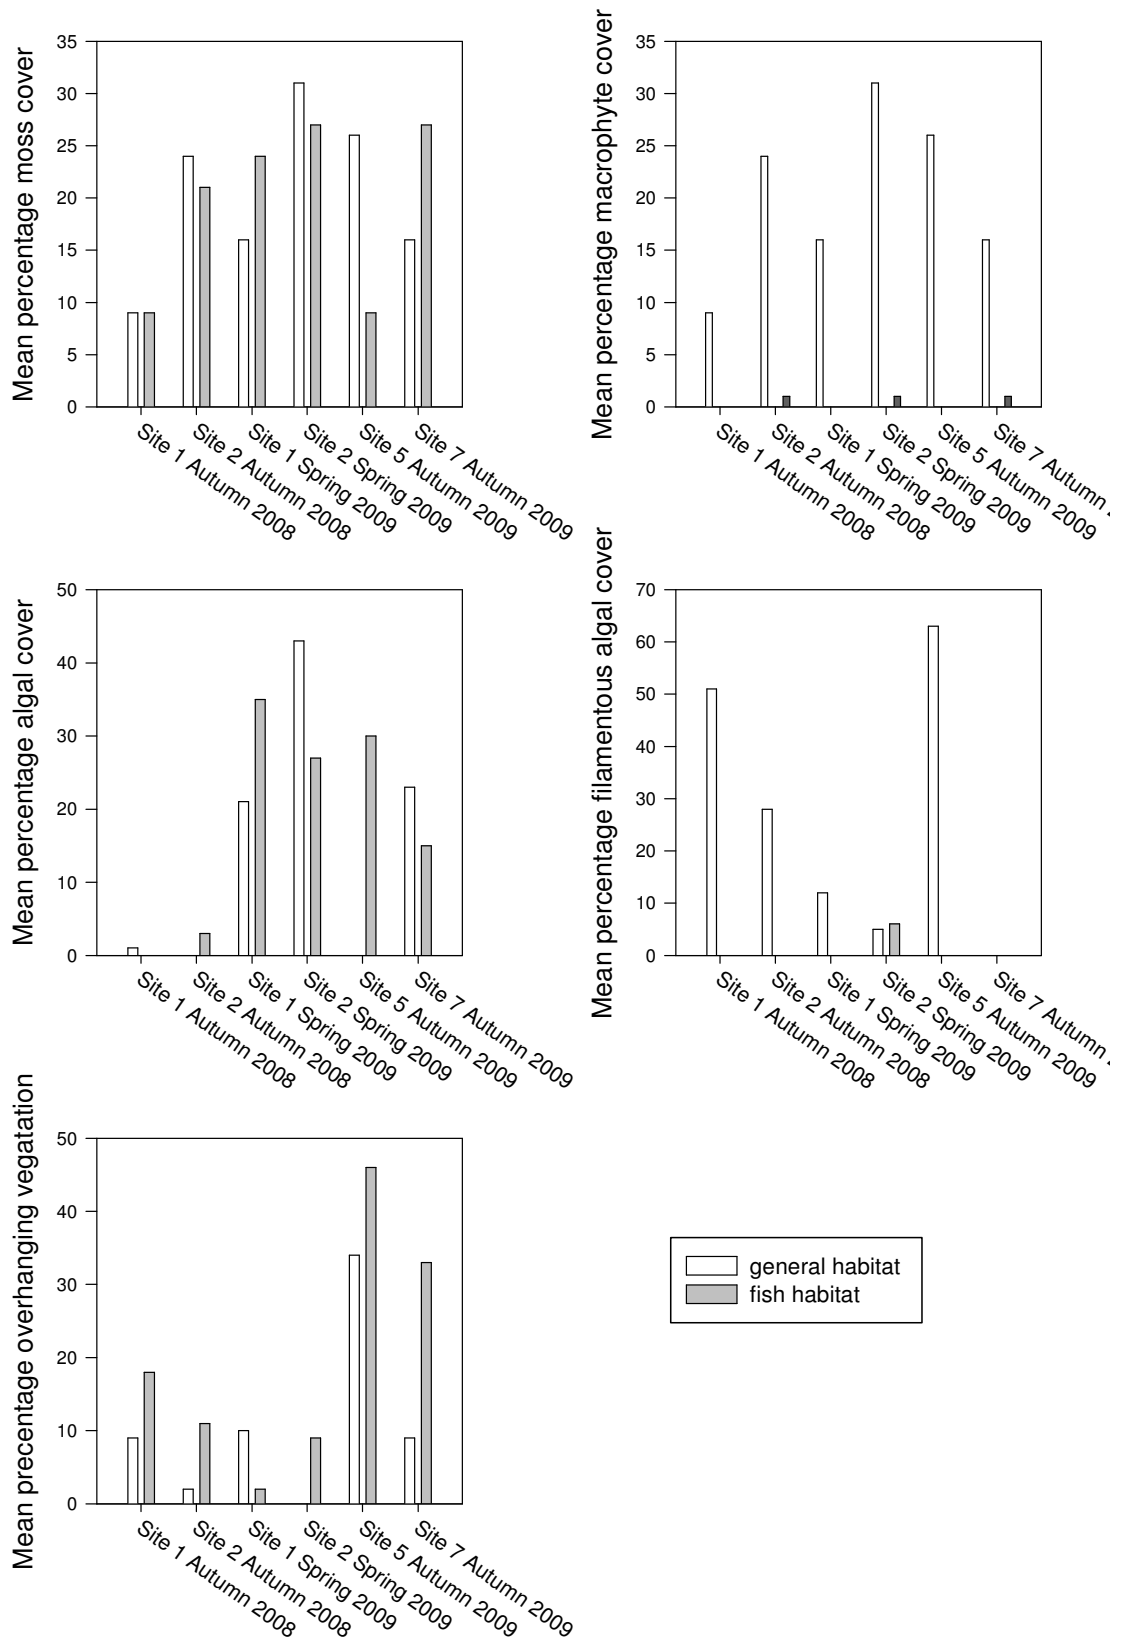 Mean percentage moss cover
35
30
25
20
15
10
5
0
Site 1 Autumn 2008
Site 2 Autumn 2008
Site 1 Spring 2009
Site 2 Spring 2009
Site 5 Autumn 2009
Site 7 Autumn 2009
Mean percentage macrophyte cover
35
30
25
20
15
10
5
0
Site 1 Autumn 2008
Site 2 Autumn 2008
Site 1 Spring 2009
Site 2 Spring 2009
Site 5 Autumn 2009
Site 7 Autumn
Mean percentage algal cover
50
40
30
20
10
0
Site 1 Autumn 2008
Site 2 Autumn 2008
Site 1 Spring 2009
Site 2 Spring 2009
Site 5 Autumn 2009
Site 7 Autumn 2009
Mean percentage filamentous algal cover
70
60
50
40
30
20
10
0
Site 1 Autumn 2008
Site 2 Autumn 2008
Site 1 Spring 2009
Site 2 Spring 2009
Site 5 Autumn 2009
Site 7 Autumn
Mean precentage overhanging vegatation
50
40
30
20
10
0
Site 1 Autumn 2008
Site 2 Autumn 2008
Site 1 Spring 2009
Site 2 Spring 2009
Site 5 Autumn 2009
Site 7 Autumn 2009
general habitat
fish habitat